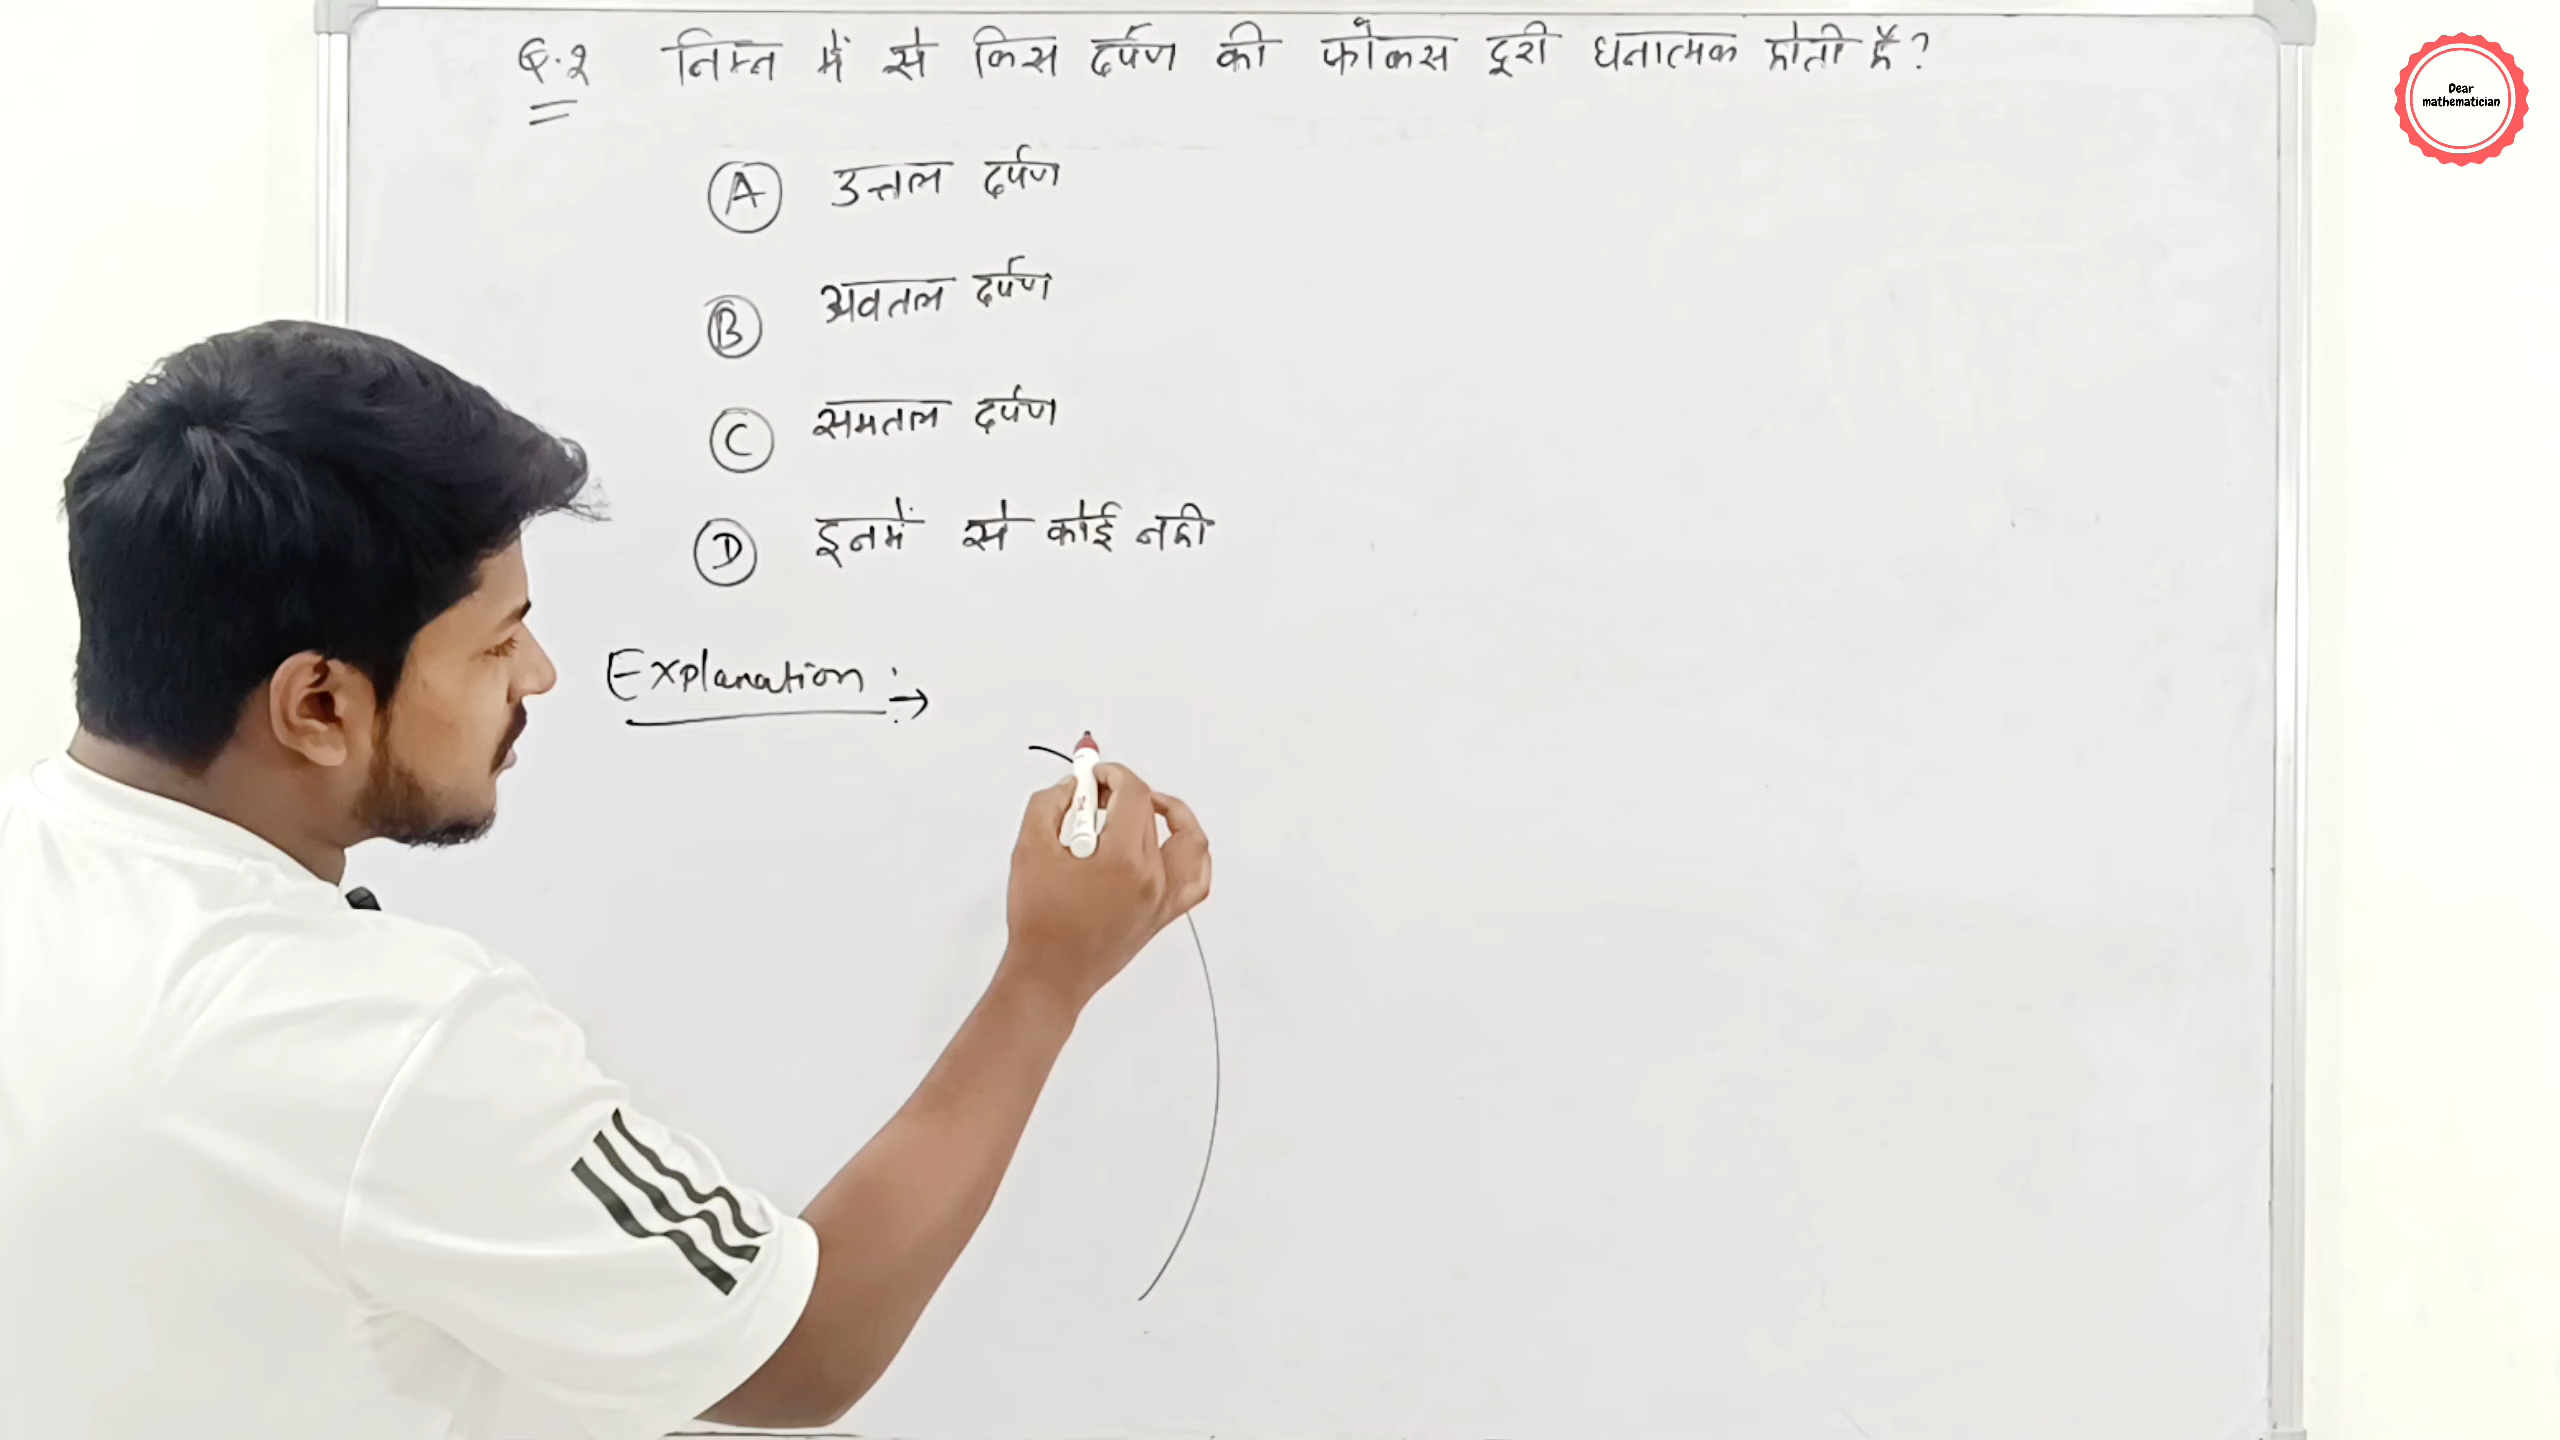 Q.2 निम्न में से किस दर्पण की फोकस दूरी धनात्मक होती है?
A उत्तल दर्पण
B अवतल दर्पण
C समतल दर्पण
D इनमें से कोई नही
Explanation :→
Dear
mathematician